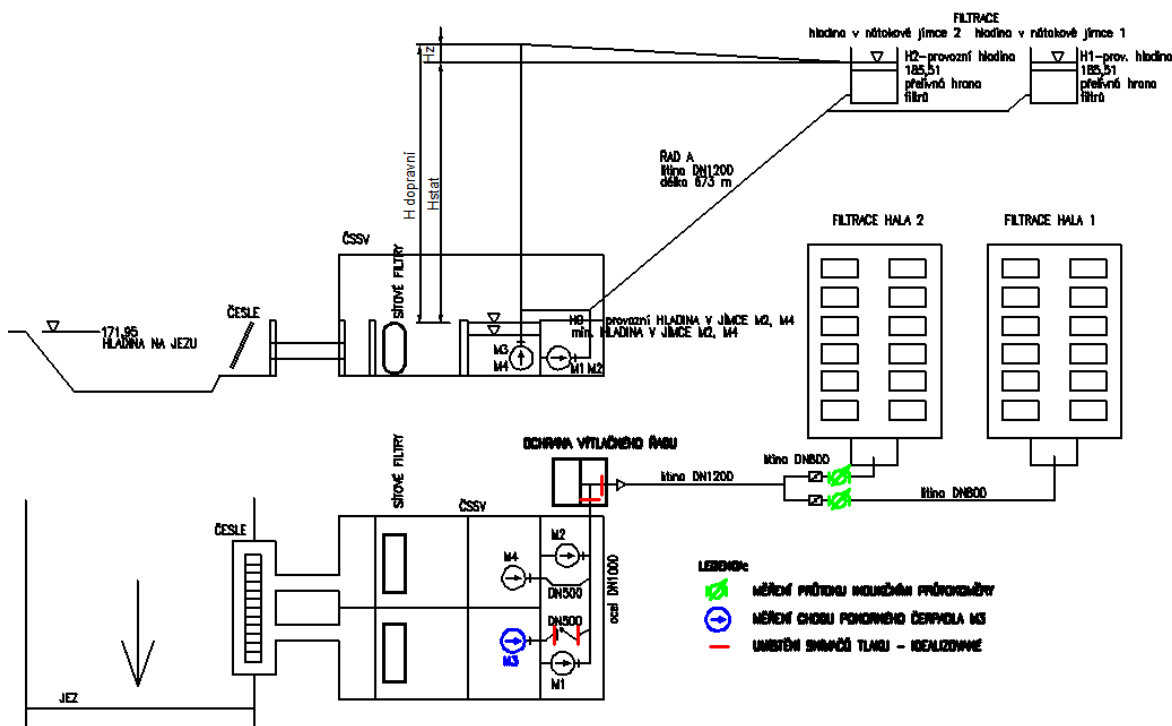 FILTRACE
hladina v nátokové jímce 2 hladina v nátokové jímce 1
H2-provozní hladina
185,51
přelivná hrana
filtrů
H1-prov. hladina
185,51
přelivná hrana
filtrů
Hz
H dopravní
Hstat
ŘAD A
litina DN1200
délka 673 m
FILTRACE HALA 2
FILTRACE HALA 1
ČSSV
SÍTOVÉ FILTRY
ČESLE
171,95
HLADINA NA JEZU
H0 - provozní HLADINA V JÍMCE M2, M4
min. HLADINA V JÍMCE M2, M4
M3
M4
M1 M2
OCHRANA VÝTLAČNÉHO ŘADU
litina DN800
litina DN1200
litina DN800
SÍTOVÉ FILTRY
ČSSV
ČESLE
M2
M4
DN500
ocel DN1000
DN500
M3
M1
JEZ
LEGENDA:
MĚŘENÍ PRŮTOKU INDUKČNÍMI PRŮTOKOMĚRY
MĚŘENÍ CHODU PONORNÉHO ČERPADLA M3
UMÍSTĚNÍ SNÍMAČŮ TLAKU - IDEALIZOVANÉ